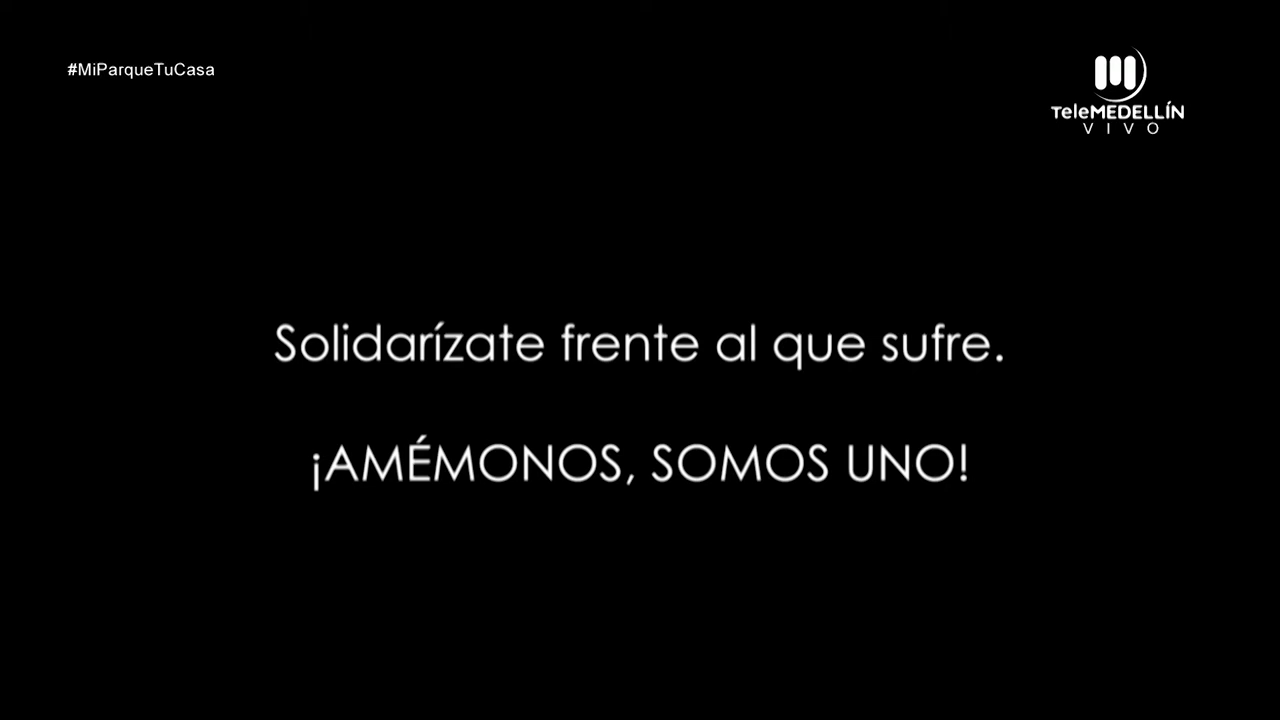 #MiParqueTuCasa
TeleMEDELLÍN
VIVO
Solidarízate frente al que sufre.
¡AMÉMONOS, SOMOS UNO!